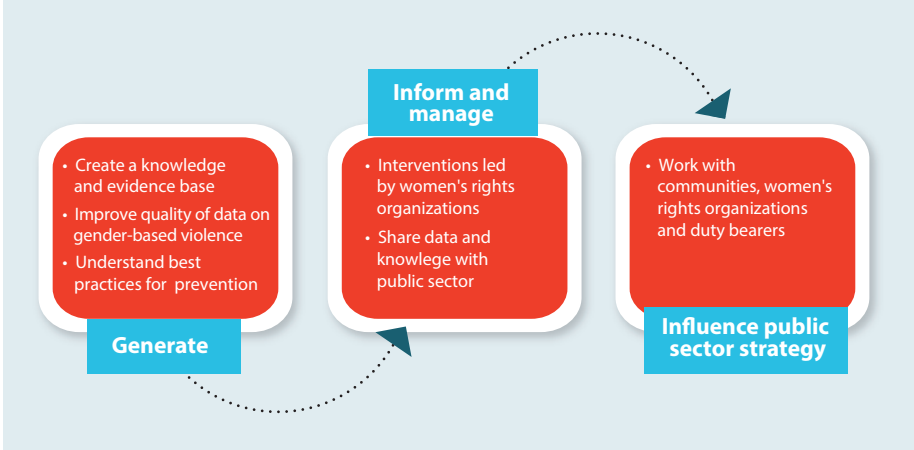 • Create a knowledge
and evidence base
• Improve quality of data on
gender-based violence
• Understand best
practices for prevention
Generate
Inform and
manage
• Interventions led
by women's rights
organizations
• Share data and
knowlege with
public sector
• Work with
communities, women's
rights organizations
and duty bearers
Influence public
sector strategy